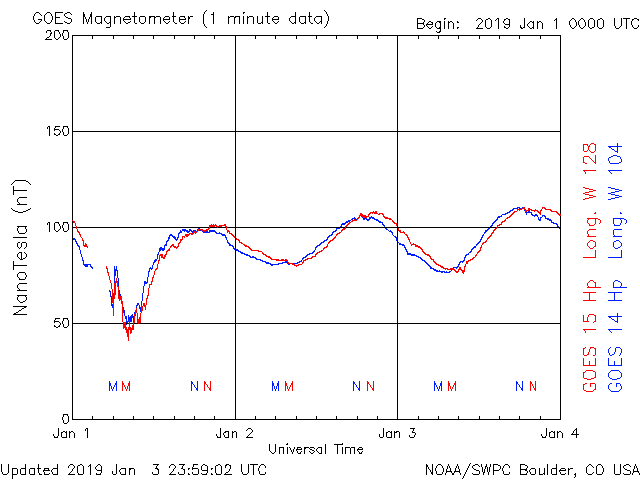 GOES Magnetometer (1 minute data)
Begin: 2019 Jan 1 0000 UTC
200
150
100
50
0
NanoTesla (nT)
M M N N M M N N M M N N
Jan 1 Jan 2 Jan 3 Jan 4
Universal Time
GOES 15 Hp Long. W 128
GOES 14 Hp Long. W 104
Updated 2019 Jan 3 23:59:02 UTC
NOAA/SWPC Boulder, CO USA